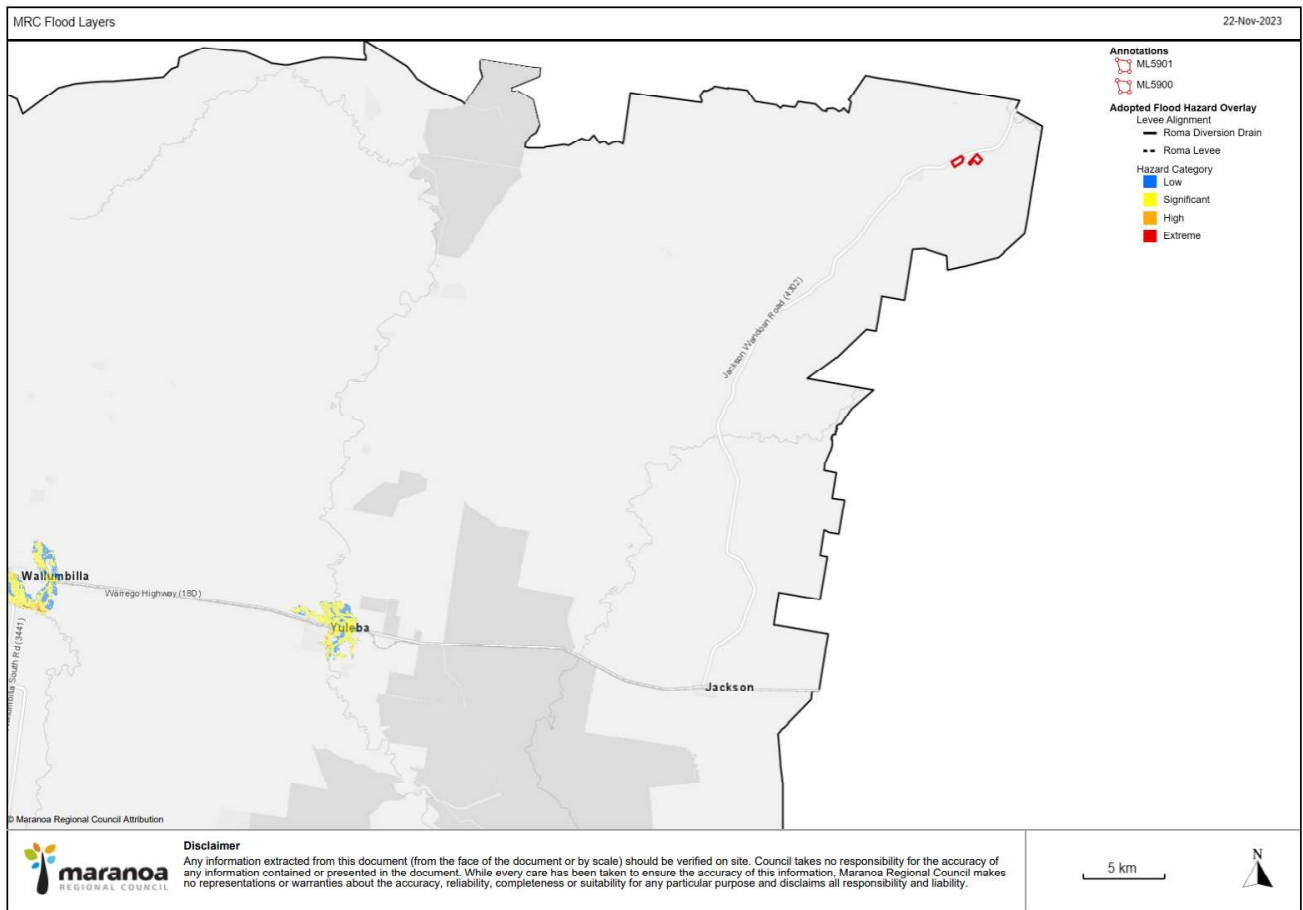 MRC Flood Layers
22-Nov-2023
Annotations
ML5901
ML5900
Adopted Flood Hazard Overlay
Levee Alignment
Roma Diversion Drain
Roma Levee
Hazard Category
Low
Significant
High
Extreme
Jackson Wandoan Road (4302)
Wallumbilla
Warrego Highway (18D)
Yuleba
South Rd (3441)
Jackson
© Maranoa Regional Council Attribution
maranoa
REGIONAL COUNCIL
Disclaimer
Any information extracted from this document (from the face of the document or by scale) should be verified on site. Council takes no responsibility for the accuracy of
any information contained or presented in the document. While every care has been taken to ensure the accuracy of this information, Maranoa Regional Council makes
no representations or warranties about the accuracy, reliability, completeness or suitability for any particular purpose and disclaims all responsibility and liability.
5 km
N